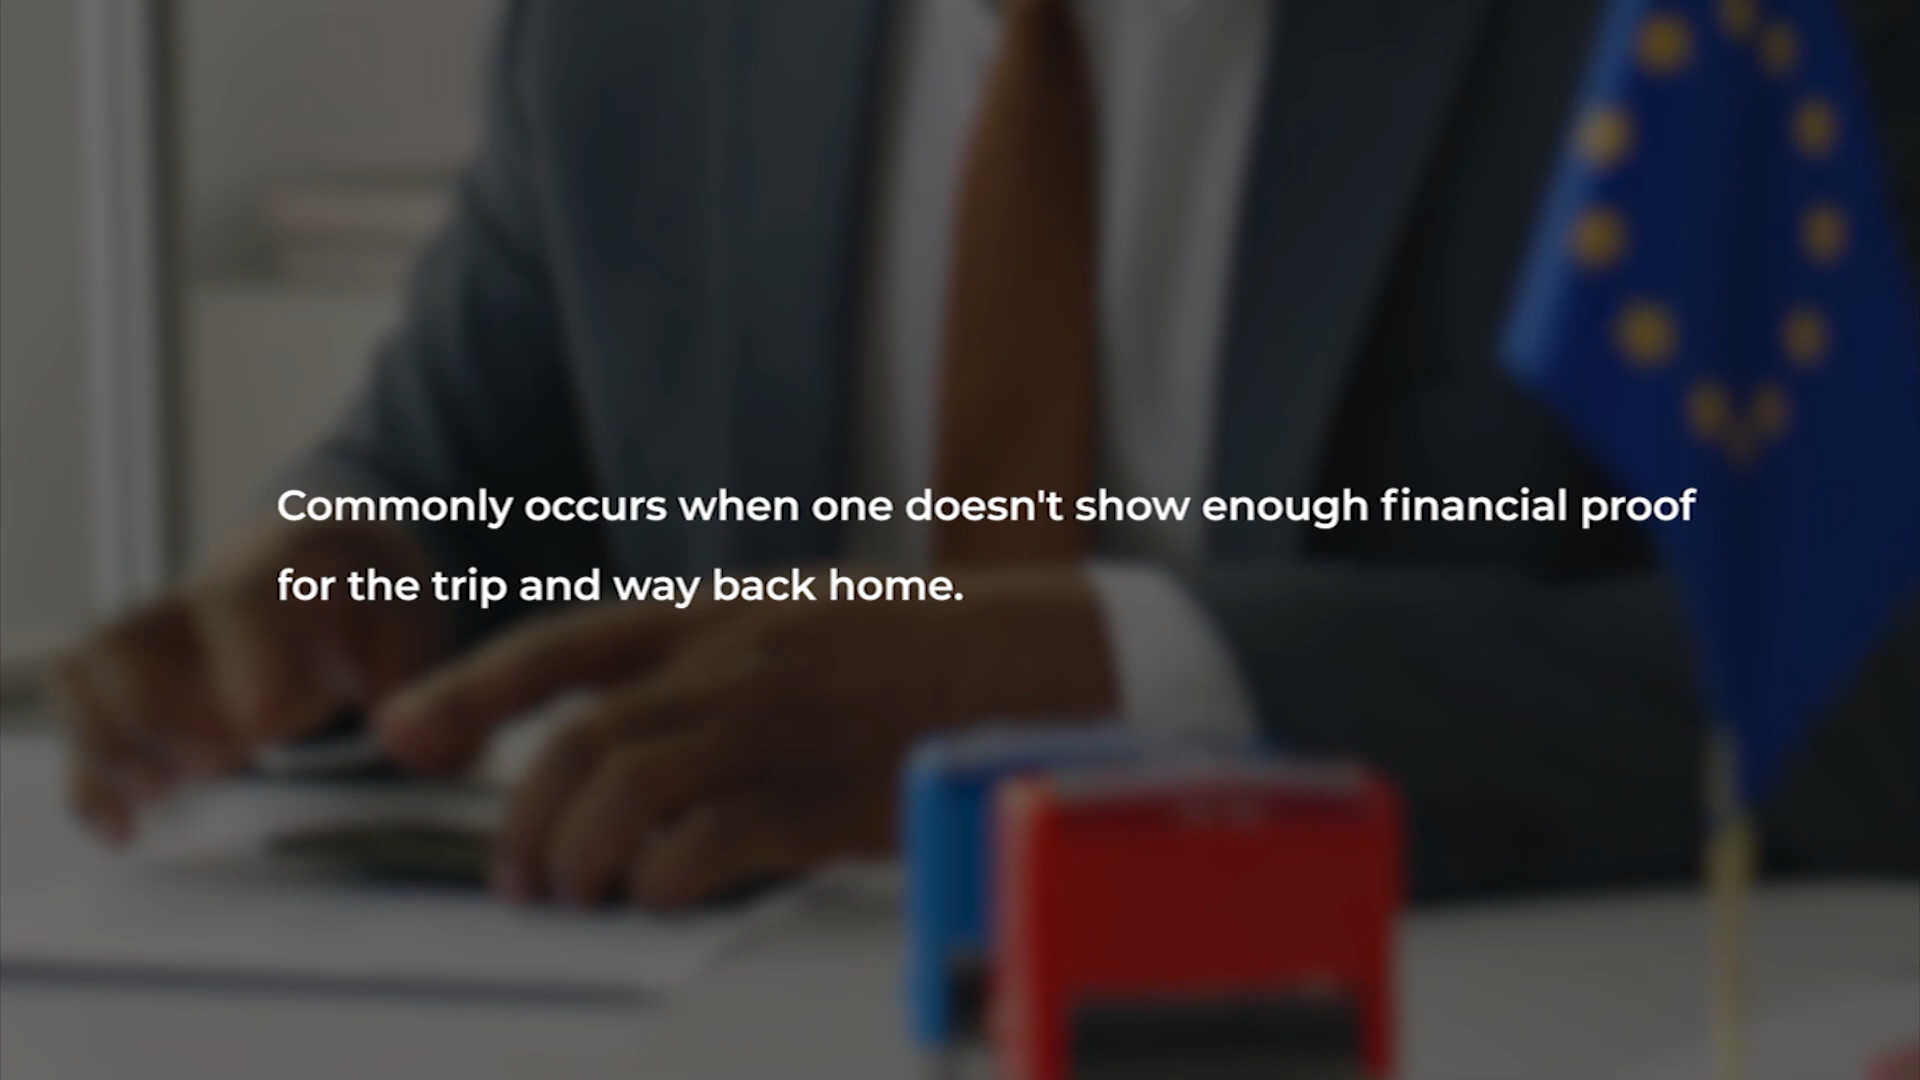 Commonly occurs when one doesn't show enough financial proof
for the trip and way back home.